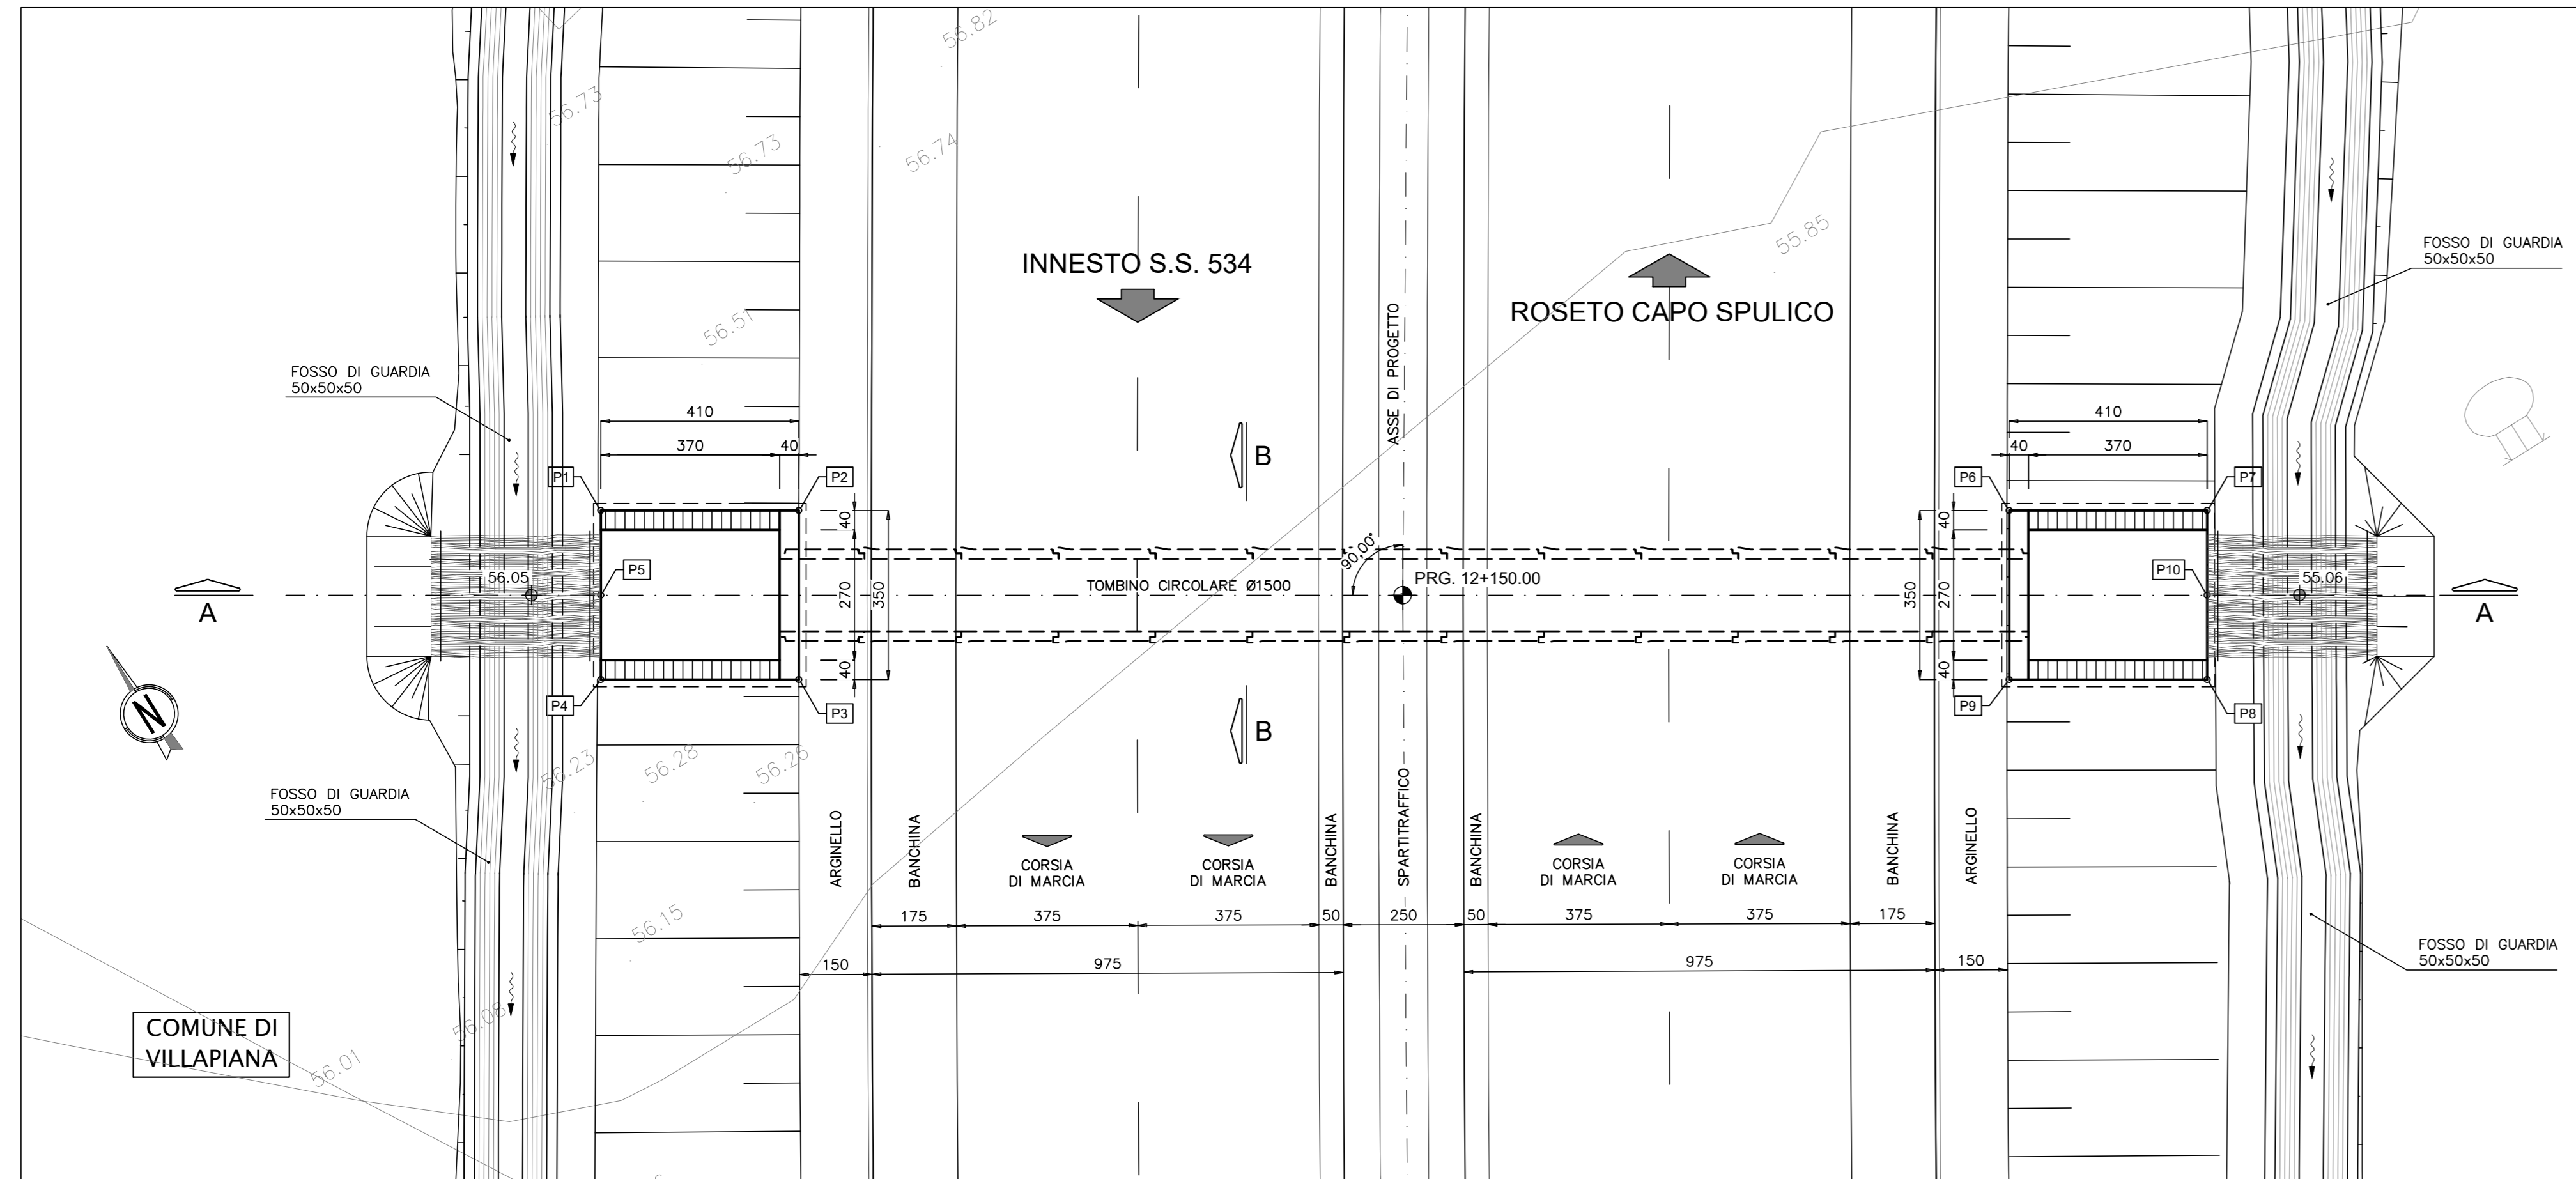 56.82
56.73
56.73
56.74
55.85
56.51
INNESTO S.S. 534
ROSETO CAPO SPULICO
ASSE DI PROGETTO
FOSSO DI GUARDIA
50x50x50
FOSSO DI GUARDIA
50x50x50
410
370
40
410
40
370
B
P1
P2
P6
P7
40
270
350
40
350
40
270
40
90.00°
56.05
P5
TOMBINO CIRCOLARE Ø1500
PRG. 12+150.00
P10
55.06
A
A
P4
P3
P9
P8
N
B
56.23
56.28
56.26
FOSSO DI GUARDIA
50x50x50
ARGINELLO
BANCHINA
CORSIA
DI MARCIA
CORSIA
DI MARCIA
BANCHINA
SPARTITRAFFICO
BANCHINA
CORSIA
DI MARCIA
CORSIA
DI MARCIA
BANCHINA
ARGINELLO
175
375
375
50
250
50
375
375
175
56.15
150
975
975
150
FOSSO DI GUARDIA
50x50x50
COMUNE DI
VILLAPIANA
56.08
56.01